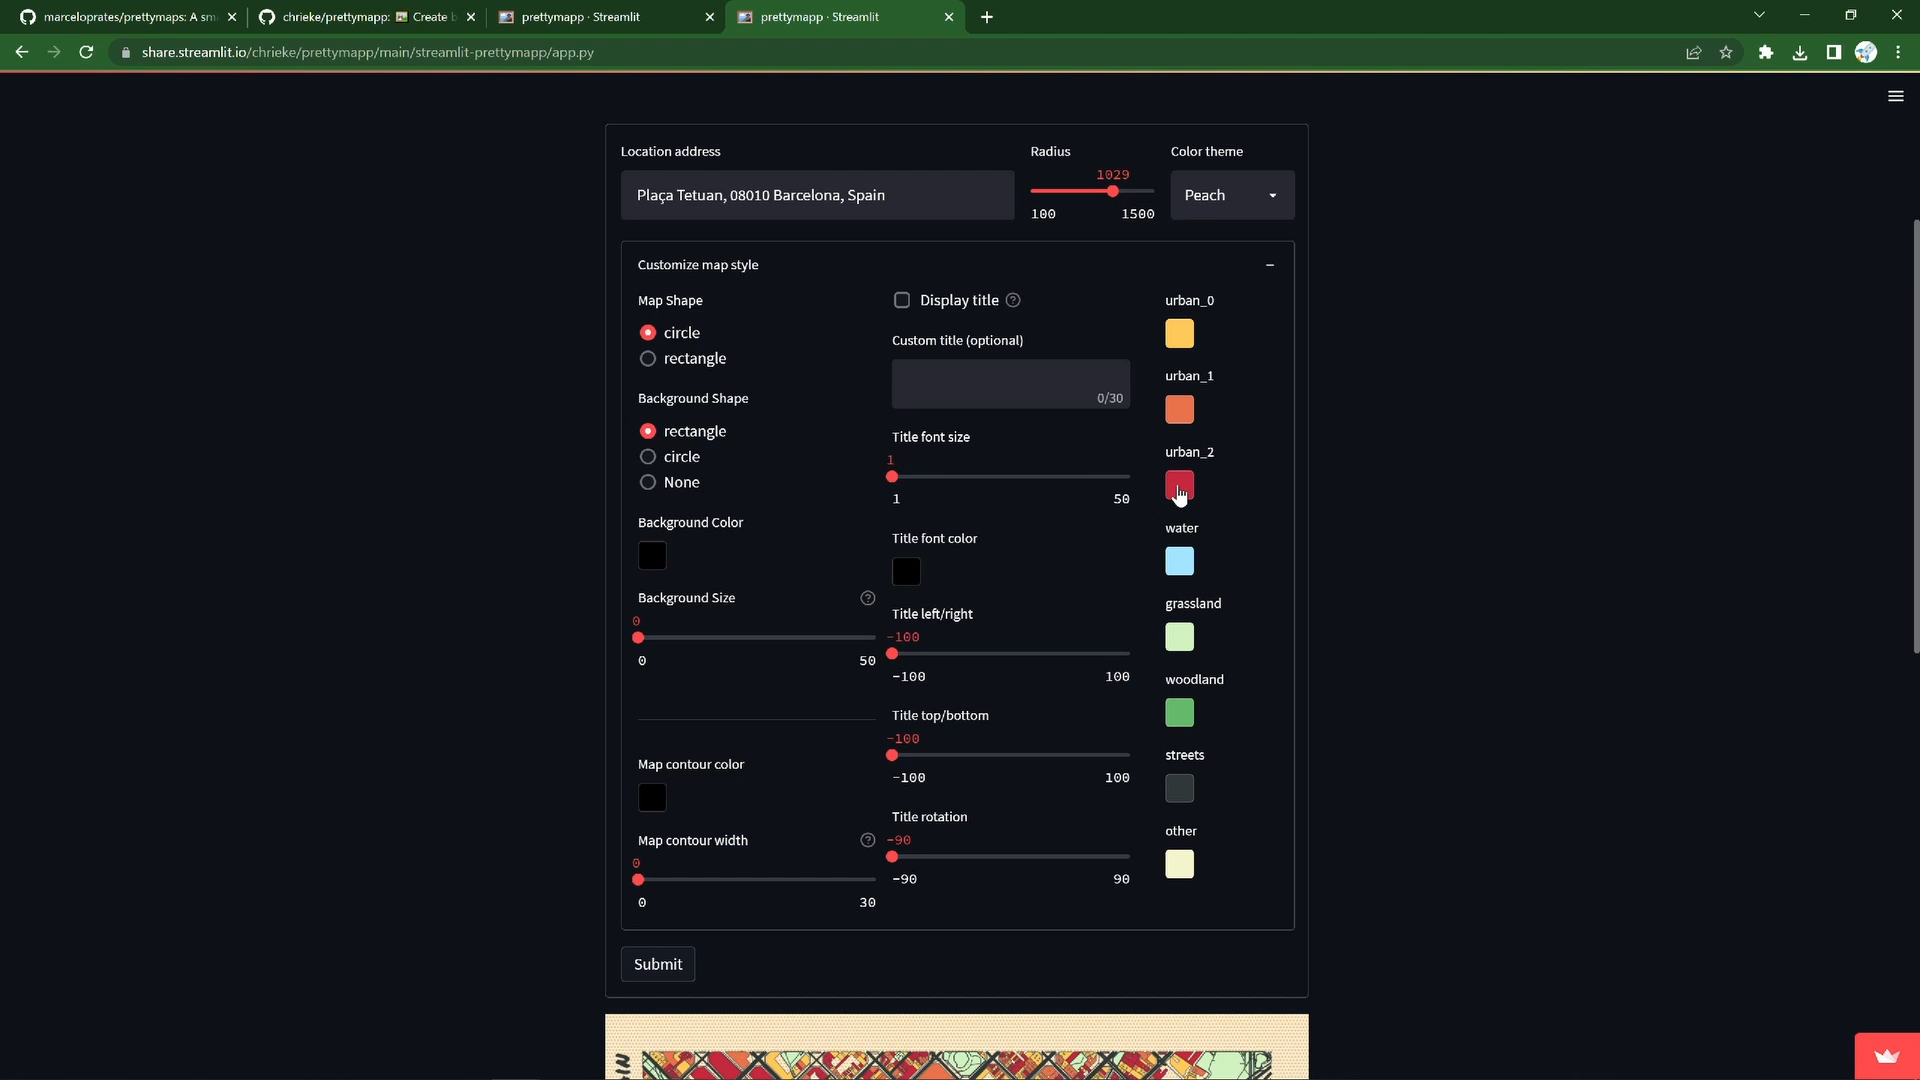 marceloprates/prettymaps: A sm
chrieke/prettymapp: Create b
prettymapp · Streamlit
prettymapp · Streamlit
share.streamlit.io/chrieke/prettymapp/main/streamlit-prettymapp/app.py
Location address
Radius
Color theme
1029
Plaça Tetuan, 08010 Barcelona, Spain
Peach
100
1500
Customize map style
Map Shape
circle
rectangle
Background Shape
rectangle
circle
None
Background Color
Background Size
0
0
50
Map contour color
Map contour width
0
0
30
Display title
Custom title (optional)
0/30
Title font size
1
1
50
Title font color
Title left/right
-100
-100
100
Title top/bottom
-100
-100
100
Title rotation
-90
-90
90
urban_0
urban_1
urban_2
water
grassland
woodland
streets
other
Submit